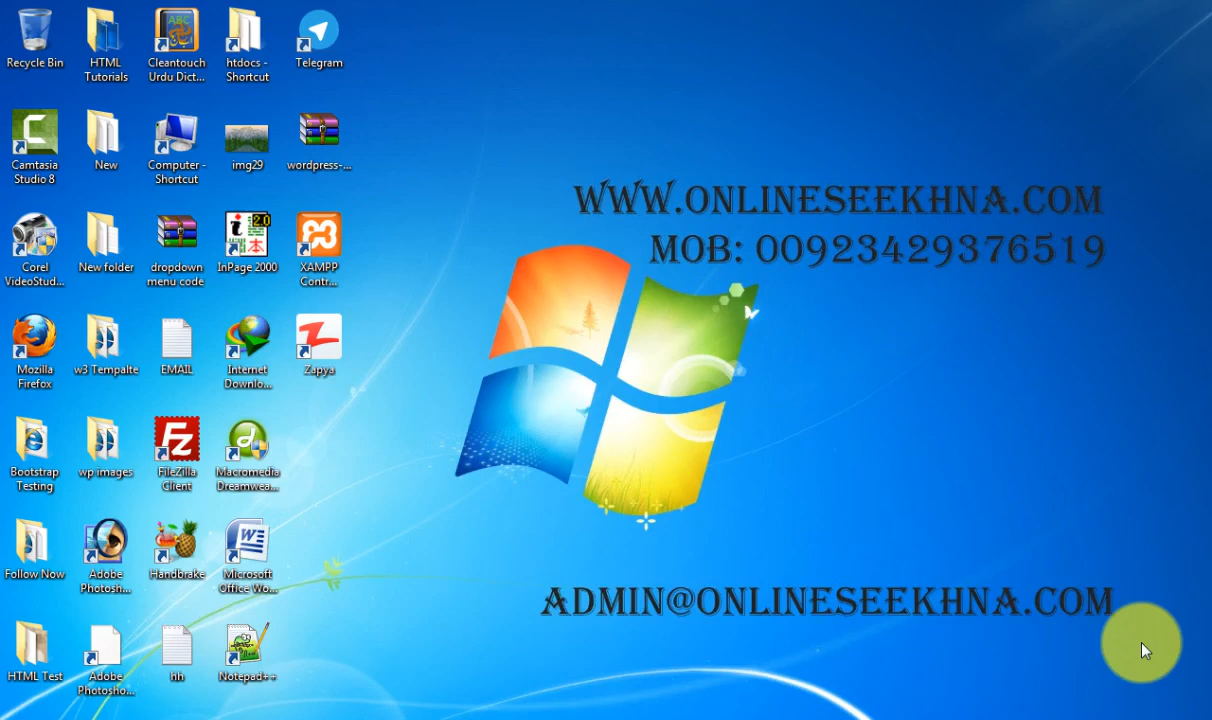 Recycle Bin
HTML Tutorials
Cleantouch Urdu Dict...
htdocs - Shortcut
Telegram
Camtasia Studio 8
New
Computer - Shortcut
img29
wordpress-...
Corel VideoStud...
New folder
dropdown menu code
InPage 2000
XAMPP Contr...
Mozilla Firefox
w3 Tempalte
EMAIL
Internet Downlo...
Zapya
Bootstrap Testing
wp images
FileZilla Client
Macromedia Dreamwea...
Follow Now
Adobe Photosh...
Handbrake
Microsoft Office Wo...
HTML Test
Adobe Photosho...
hh
Notepad++
WWW.ONLINESEEKHNA.COM
MOB: 00923429376519
ADMIN@ONLINESEEKHNA.COM